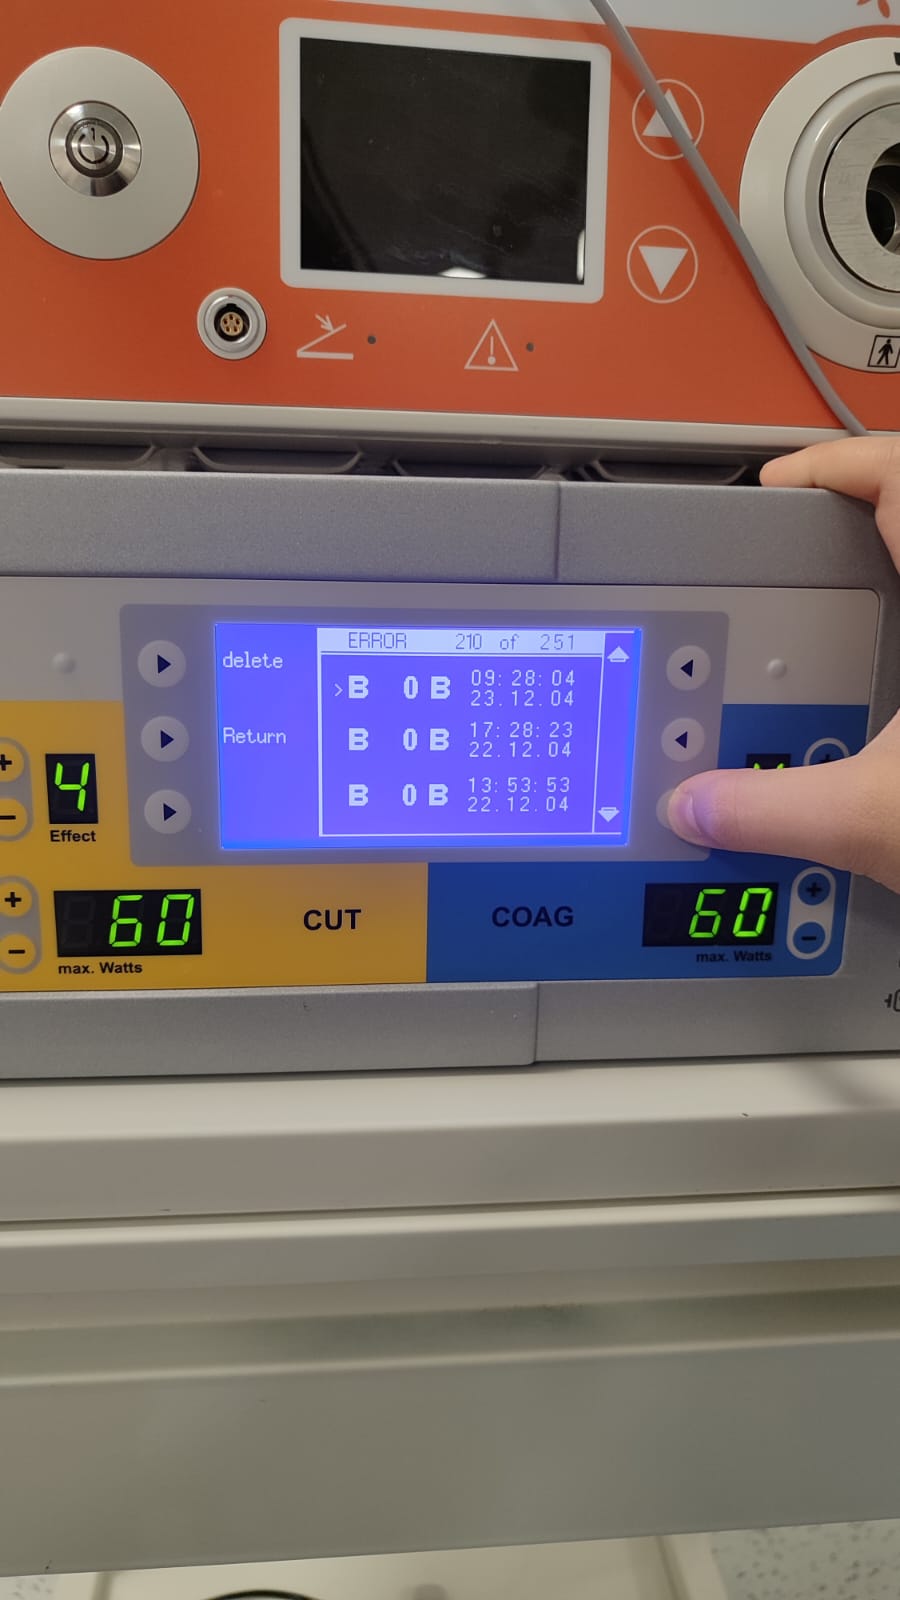 ERROR 210 of 251
delete
>B 0B 09:28:04
23.12.04
Return
B 0B 17:28:23
22.12.04
B 0B 13:53:53
22.12.04
+
-
4
Effect
+
+
-
60
max. Watts
CUT
COAG
60
max. Watts
+
-